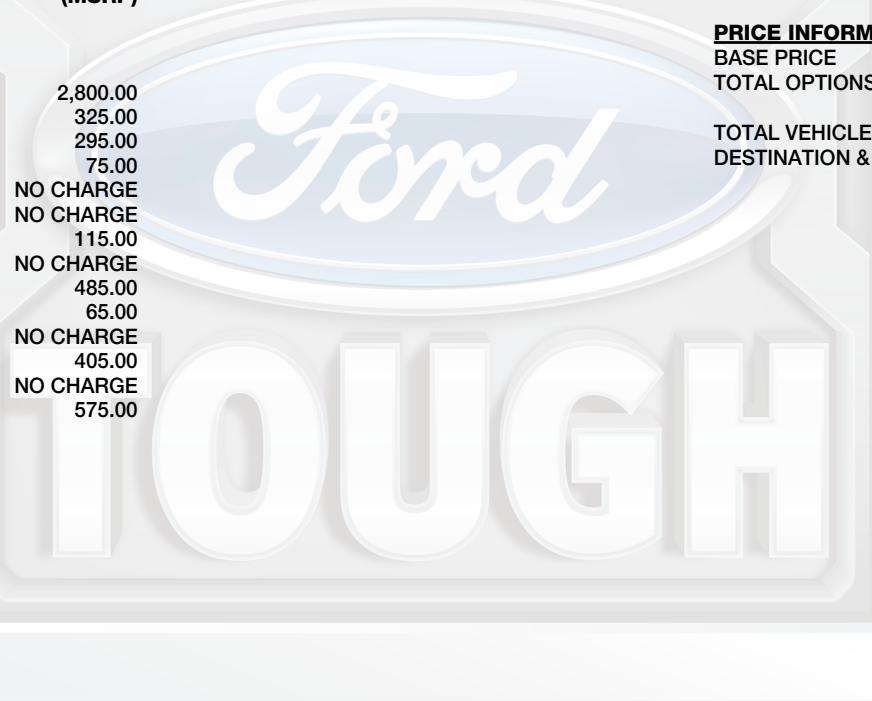 (MSRP)
2,800.00
325.00
295.00
75.00
NO CHARGE
NO CHARGE
115.00
NO CHARGE
485.00
65.00
NO CHARGE
405.00
NO CHARGE
575.00
PRICE INFORM
BASE PRICE
TOTAL OPTIONS
TOTAL VEHICLE
DESTINATION &
Ford
TOUGH